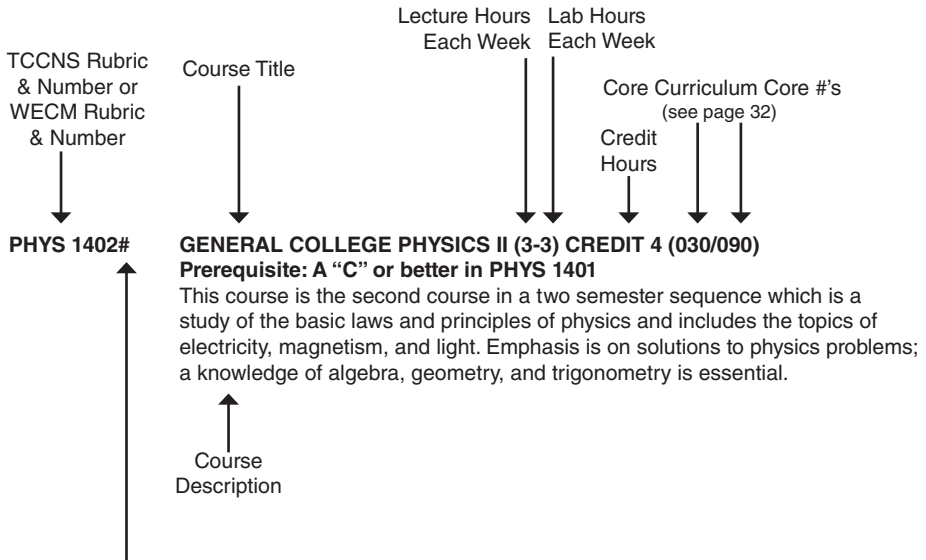 Lecture Hours
Each Week
Lab Hours
Each Week
TCCNS Rubric
& Number or
WECM Rubric
& Number
Course Title
Core Curriculum Core #'s
(see page 32)
Credit
Hours
PHYS 1402#
GENERAL COLLEGE PHYSICS II (3-3) CREDIT 4 (030/090)
Prerequisite: A “C” or better in PHYS 1401
This course is the second course in a two semester sequence which is a
study of the basic laws and principles of physics and includes the topics of
electricity, magnetism, and light. Emphasis is on solutions to physics problems;
a knowledge of algebra, geometry, and trigonometry is essential.
Course
Description